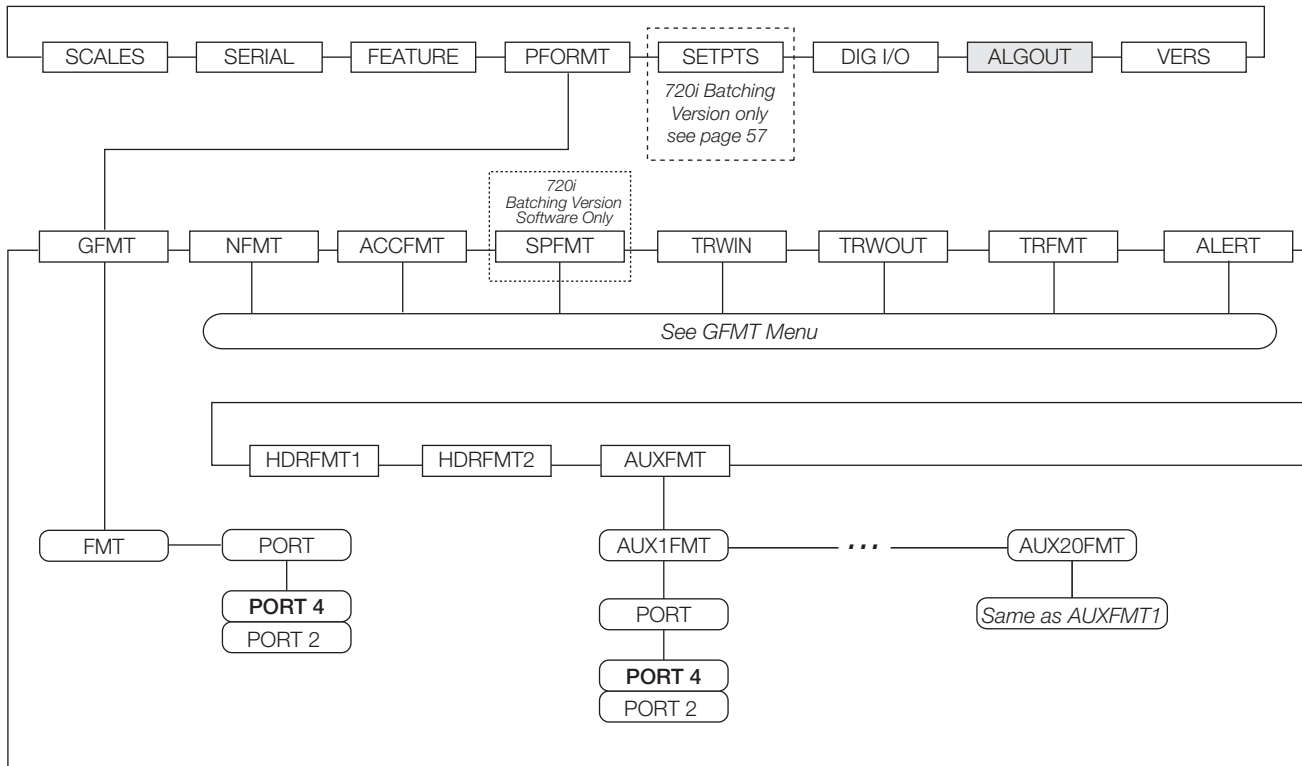 SCALES
SERIAL
FEATURE
PFORMT
SETPTS
DIG I/O
ALGOUT
VERS
720i Batching
Version only
see page 57
720i
Batching Version
Software Only
GFMT
NFMT
ACCFMT
SPFMT
TRWIN
TRWOUT
TRFMT
ALERT
See GFMT Menu
HDRFMT1
HDRFMT2
AUXFMT
FMT
PORT
AUX1FMT
...
AUX20FMT
PORT 4
PORT 2
PORT
Same as AUXFMT1
PORT 4
PORT 2